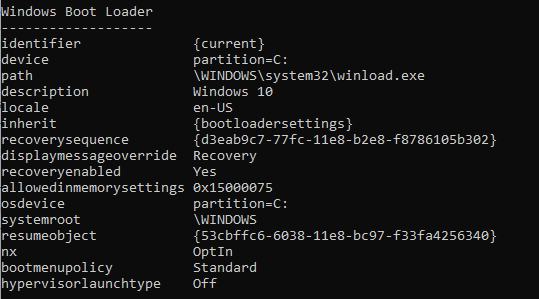 Windows Boot Loader
-------------------
identifier              {current}
device                  partition=C:
path                    \WINDOWS\system32\winload.exe
description             Windows 10
locale                  en-US
inherit                 {bootloadersettings}
recoverysequence        {d3eab9c7-77fc-11e8-b2e8-f8786105b302}
displaymessageoverride  Recovery
recoveryenabled         Yes
allowedinmemorysettings 0x15000075
osdevice                partition=C:
systemroot              \WINDOWS
resumeobject            {53cbffc6-6038-11e8-bc97-f33fa4256340}
nx                      OptIn
bootmenupolicy          Standard
hypervisorlaunchtype    Off